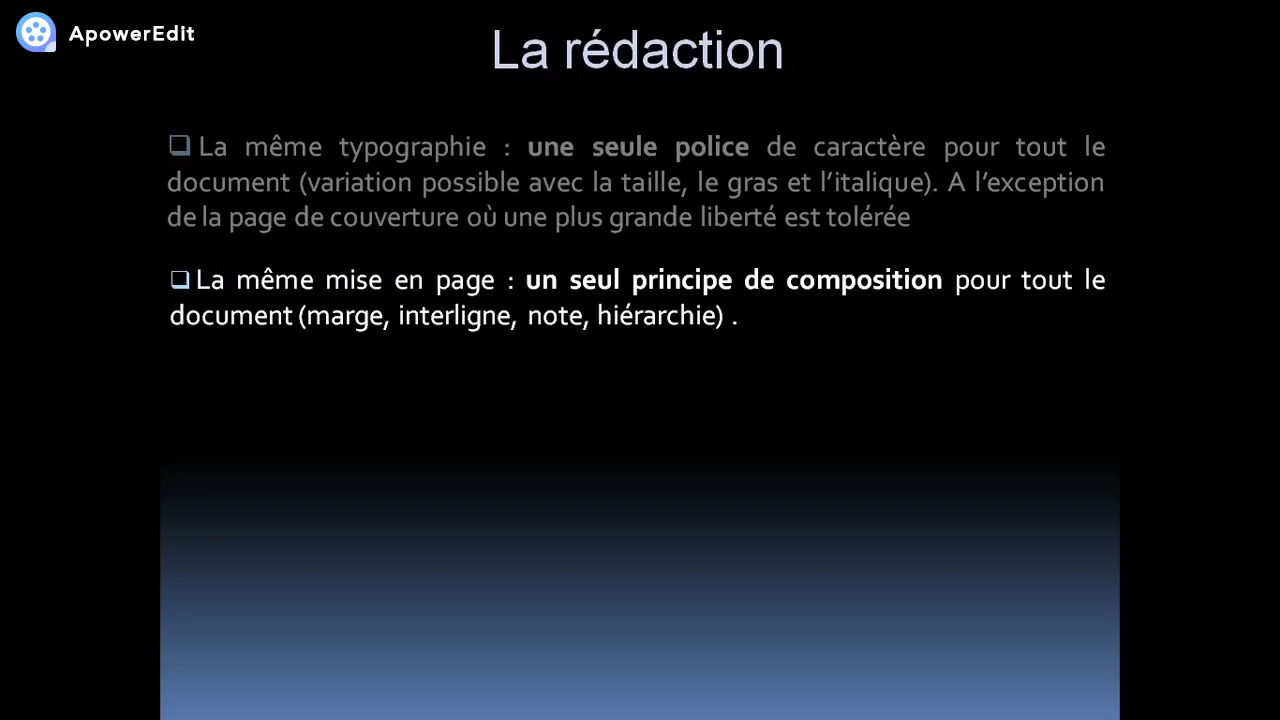 ApowerEdit
La rédaction
❑ La même typographie : une seule police de caractère pour tout le
document (variation possible avec la taille, le gras et l’italique). A l’exception
de la page de couverture où une plus grande liberté est tolérée
❑ La même mise en page : un seul principe de composition pour tout le
document (marge, interligne, note, hiérarchie) .